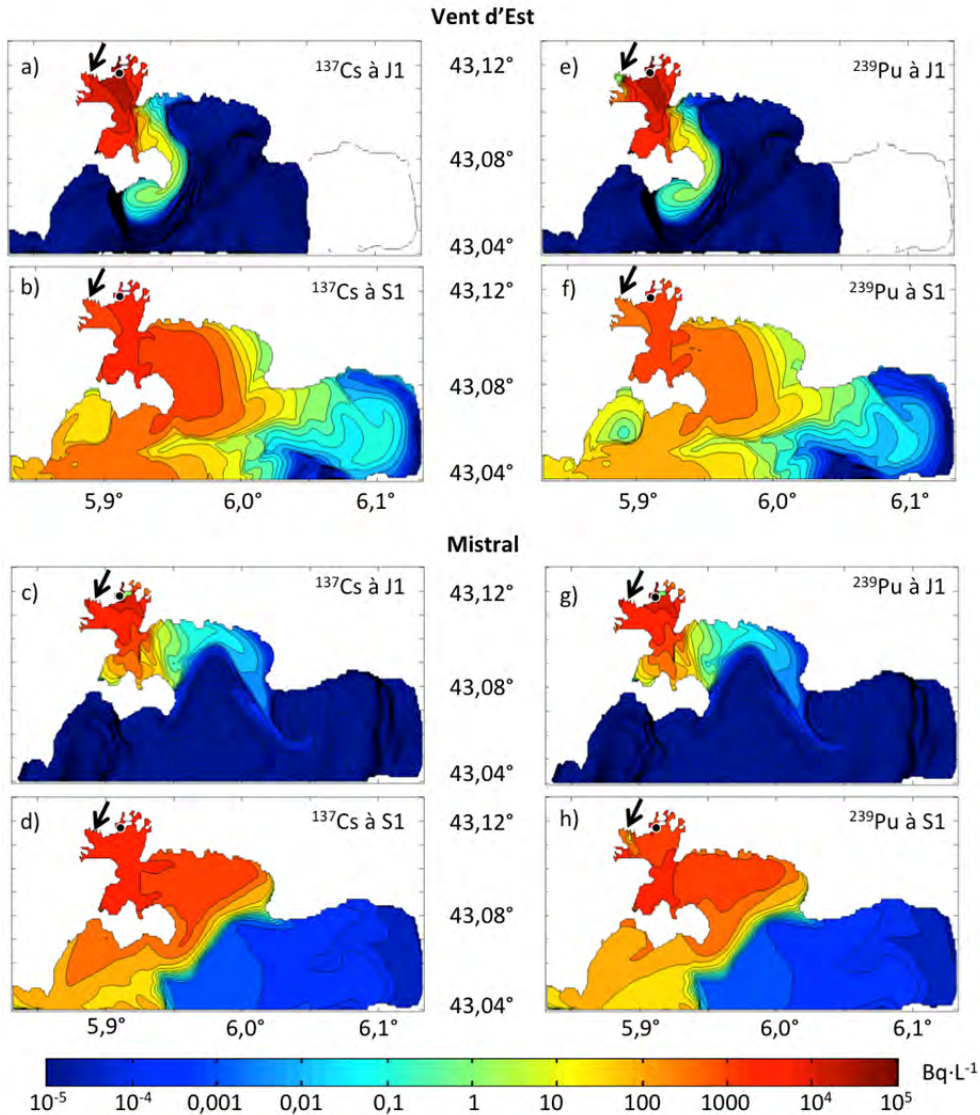 Vent d'Est
a) ¹³⁷Cs à J1 43,12° e) ²³⁹Pu à J1
43,08°
43,04°
b) ¹³⁷Cs à S1 43,12° f) ²³⁹Pu à S1
43,08°
43,04°
5,9° 6,0° 6,1° 5,9° 6,0° 6,1°
Mistral
c) ¹³⁷Cs à J1 43,12° g) ²³⁹Pu à J1
43,08°
43,04°
d) ¹³⁷Cs à S1 43,12° h) ²³⁹Pu à S1
43,08°
43,04°
5,9° 6,0° 6,1° 5,9° 6,0° 6,1°
Bq·L⁻¹
10⁻⁵ 10⁻⁴ 0,001 0,01 0,1 1 10 100 1000 10⁴ 10⁵